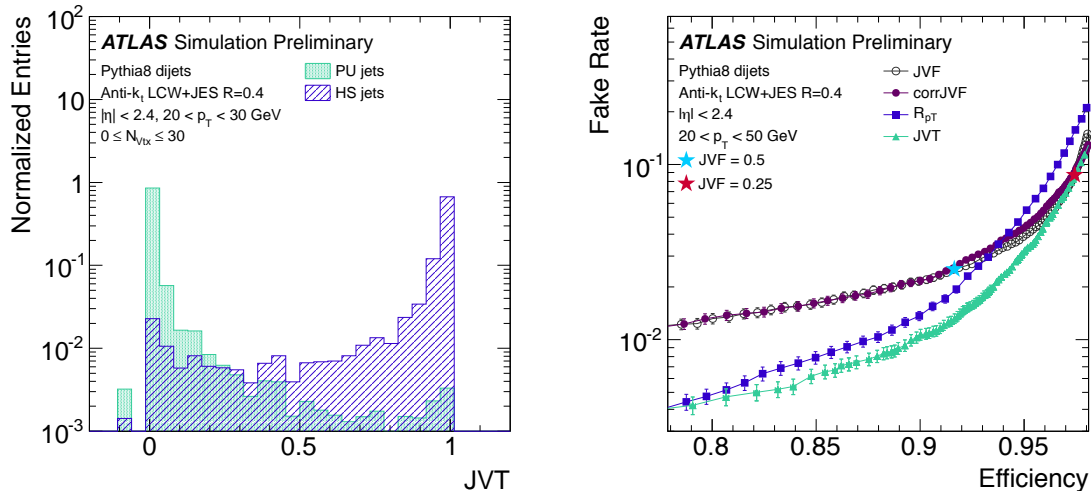 Normalized Entries
10²
10
1
10⁻¹
10⁻²
10⁻³
ATLAS Simulation Preliminary
Pythia8 dijets
Anti-kₜ LCW+JES R=0.4
|η| < 2.4, 20 < p_T < 30 GeV
0 ≤ N_Vtx ≤ 30
PU jets
HS jets
0
0.5
1
JVT
Fake Rate
10⁻¹
10⁻²
ATLAS Simulation Preliminary
Pythia8 dijets
Anti-kₜ LCW+JES R=0.4
|η| < 2.4
20 < p_T < 50 GeV
JVF = 0.5
JVF = 0.25
JVF
corrJVF
R_pT
JVT
0.8
0.85
0.9
0.95
Efficiency